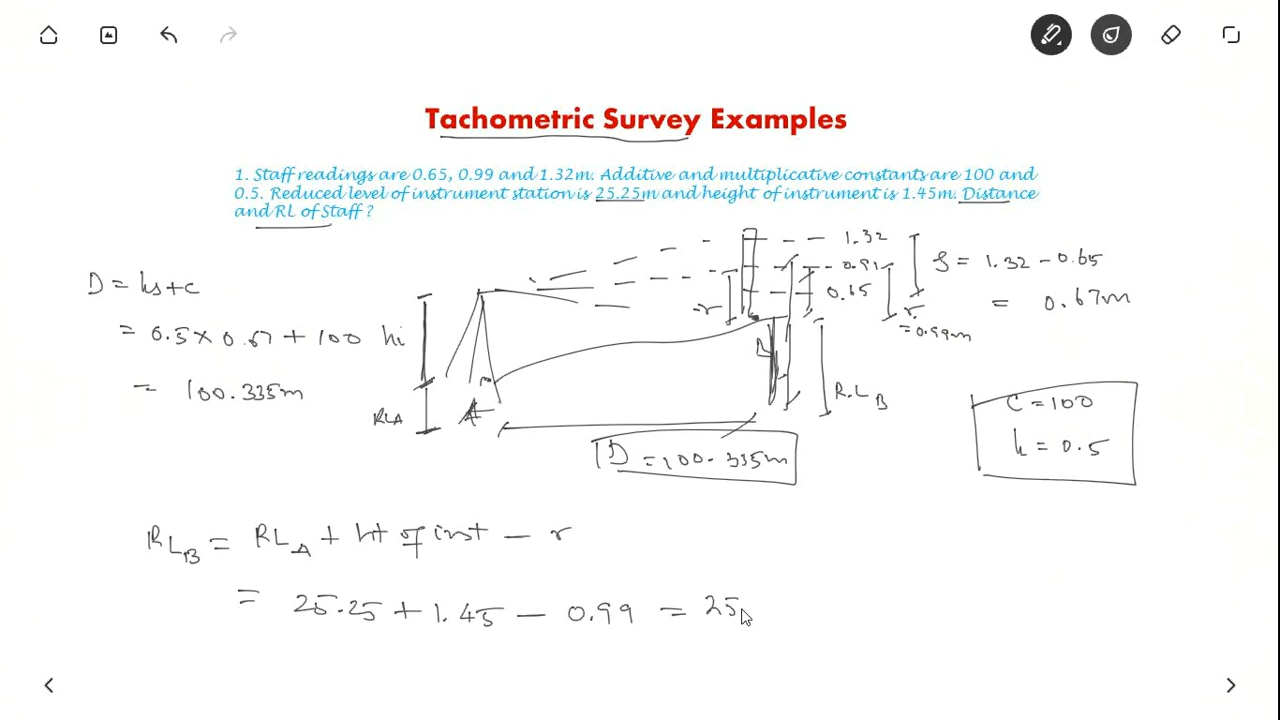 Tachometric Survey Examples
1. Staff readings are 0.65, 0.99 and 1.32m. Additive and multiplicative constants are 100 and
0.5. Reduced level of instrument station is 25.25m and height of instrument is 1.45m. Distance
and RL of Staff ?
1.32
0.91
0.65
S = 1.32 - 0.65
= 0.67m
r
r
= 0.99m
D = ks+c
= 0.5 x 0.67 + 100
= 100.335m
hi
RLA
A
B
R.L B
D = 100.335m
C = 100
k = 0.5
RLB = RLA + ht of inst - r
= 25.25 + 1.45 - 0.99 = 25.